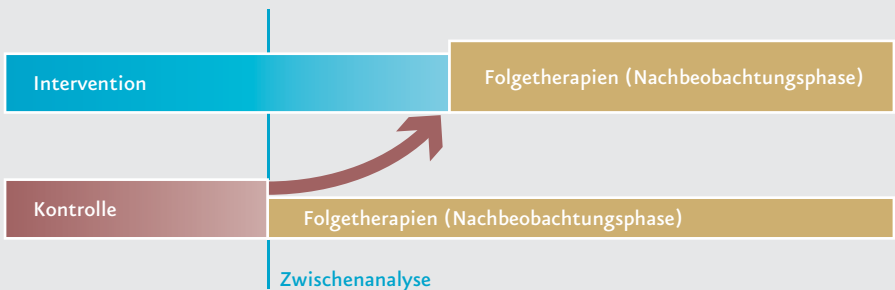 Intervention
Folgetherapien (Nachbeobachtungsphase)
Kontrolle
Folgetherapien (Nachbeobachtungsphase)
Zwischenanalyse